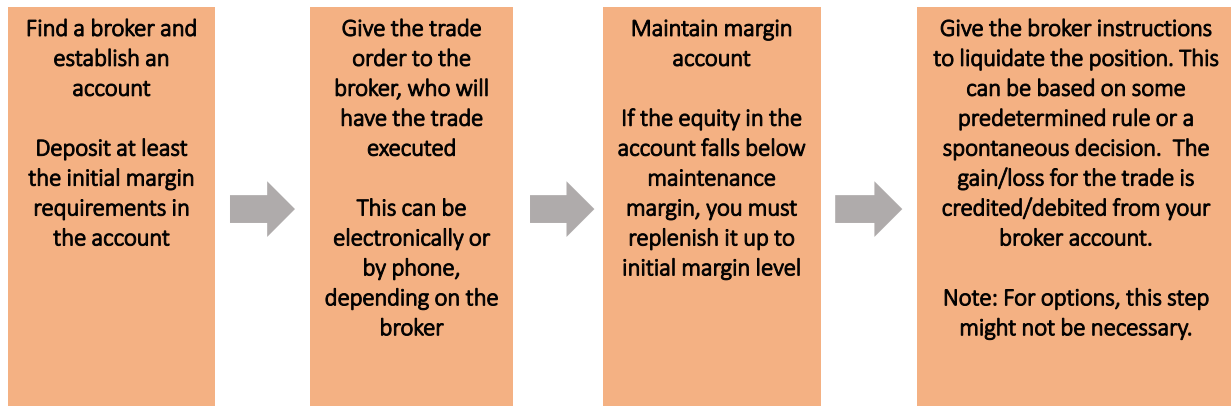 Find a broker and
establish an
account
Deposit at least
the initial margin
requirements in
the account
Give the trade
order to the
broker, who will
have the trade
executed
This can be
electronically or
by phone,
depending on the
broker
Maintain margin
account
If the equity in the
account falls below
maintenance
margin, you must
replenish it up to
initial margin level
Give the broker instructions
to liquidate the position. This
can be based on some
predetermined rule or a
spontaneous decision.  The
gain/loss for the trade is
credited/debited from your
broker account.
Note: For options, this step
might not be necessary.